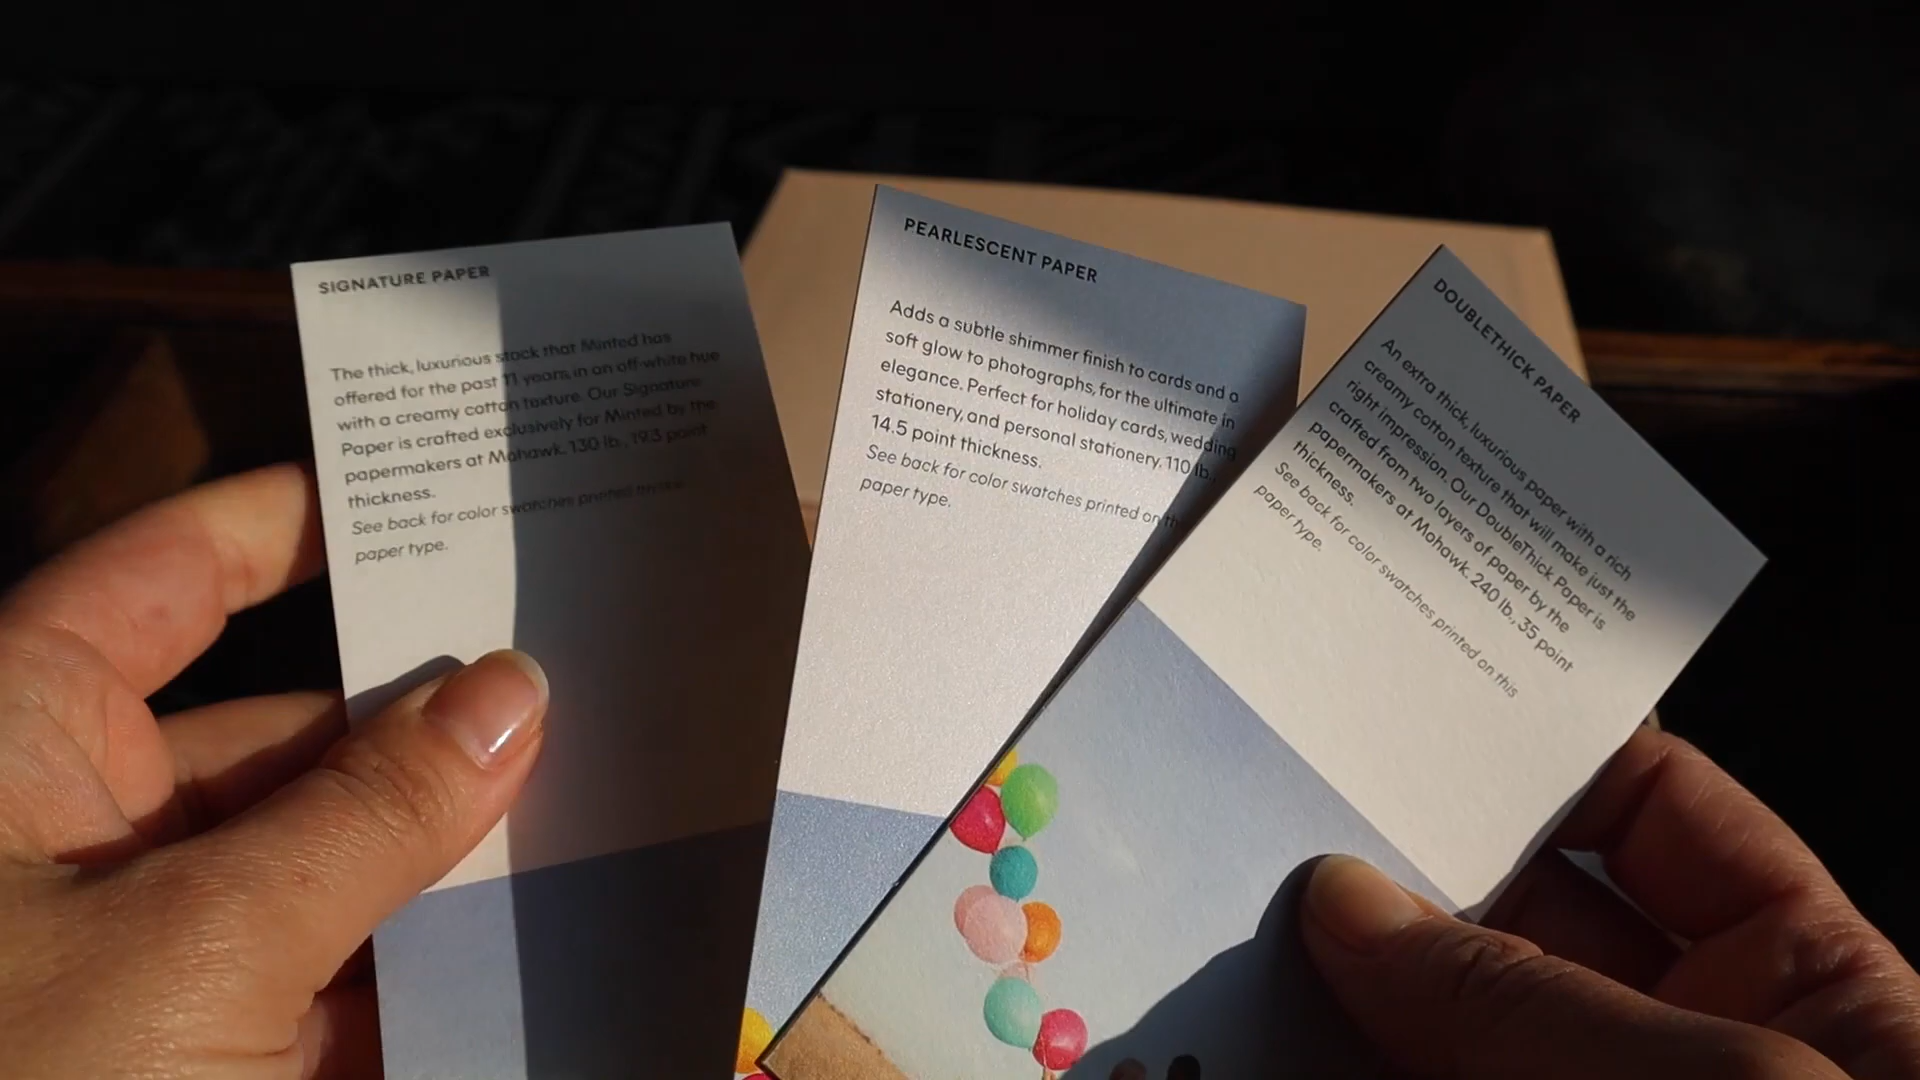 SIGNATURE PAPER
The thick, luxurious stock that Minted has
offered for the past 11 years in an off-white hue
with a creamy cotton texture. Our Signature
Paper is crafted exclusively for Minted by the
papermakers at Mohawk. 130 lb., 19.3 point
thickness.
See back for color swatches printed on this
paper type.
PEARLESCENT PAPER
Adds a subtle shimmer finish to cards and a
soft glow to photographs, for the ultimate in
elegance. Perfect for holiday cards, wedding
stationery, and personal stationery. 110 lb.,
14.5 point thickness.
See back for color swatches printed on th
paper type.
DOUBLETHICK PAPER
An extra thick, luxurious paper with a rich
creamy cotton texture that will make just the
right impression. Our DoubleThick Paper is
crafted from two layers of paper by the
papermakers at Mohawk. 240 lb., 35 point
thickness.
See back for color swatches printed on this
paper type.